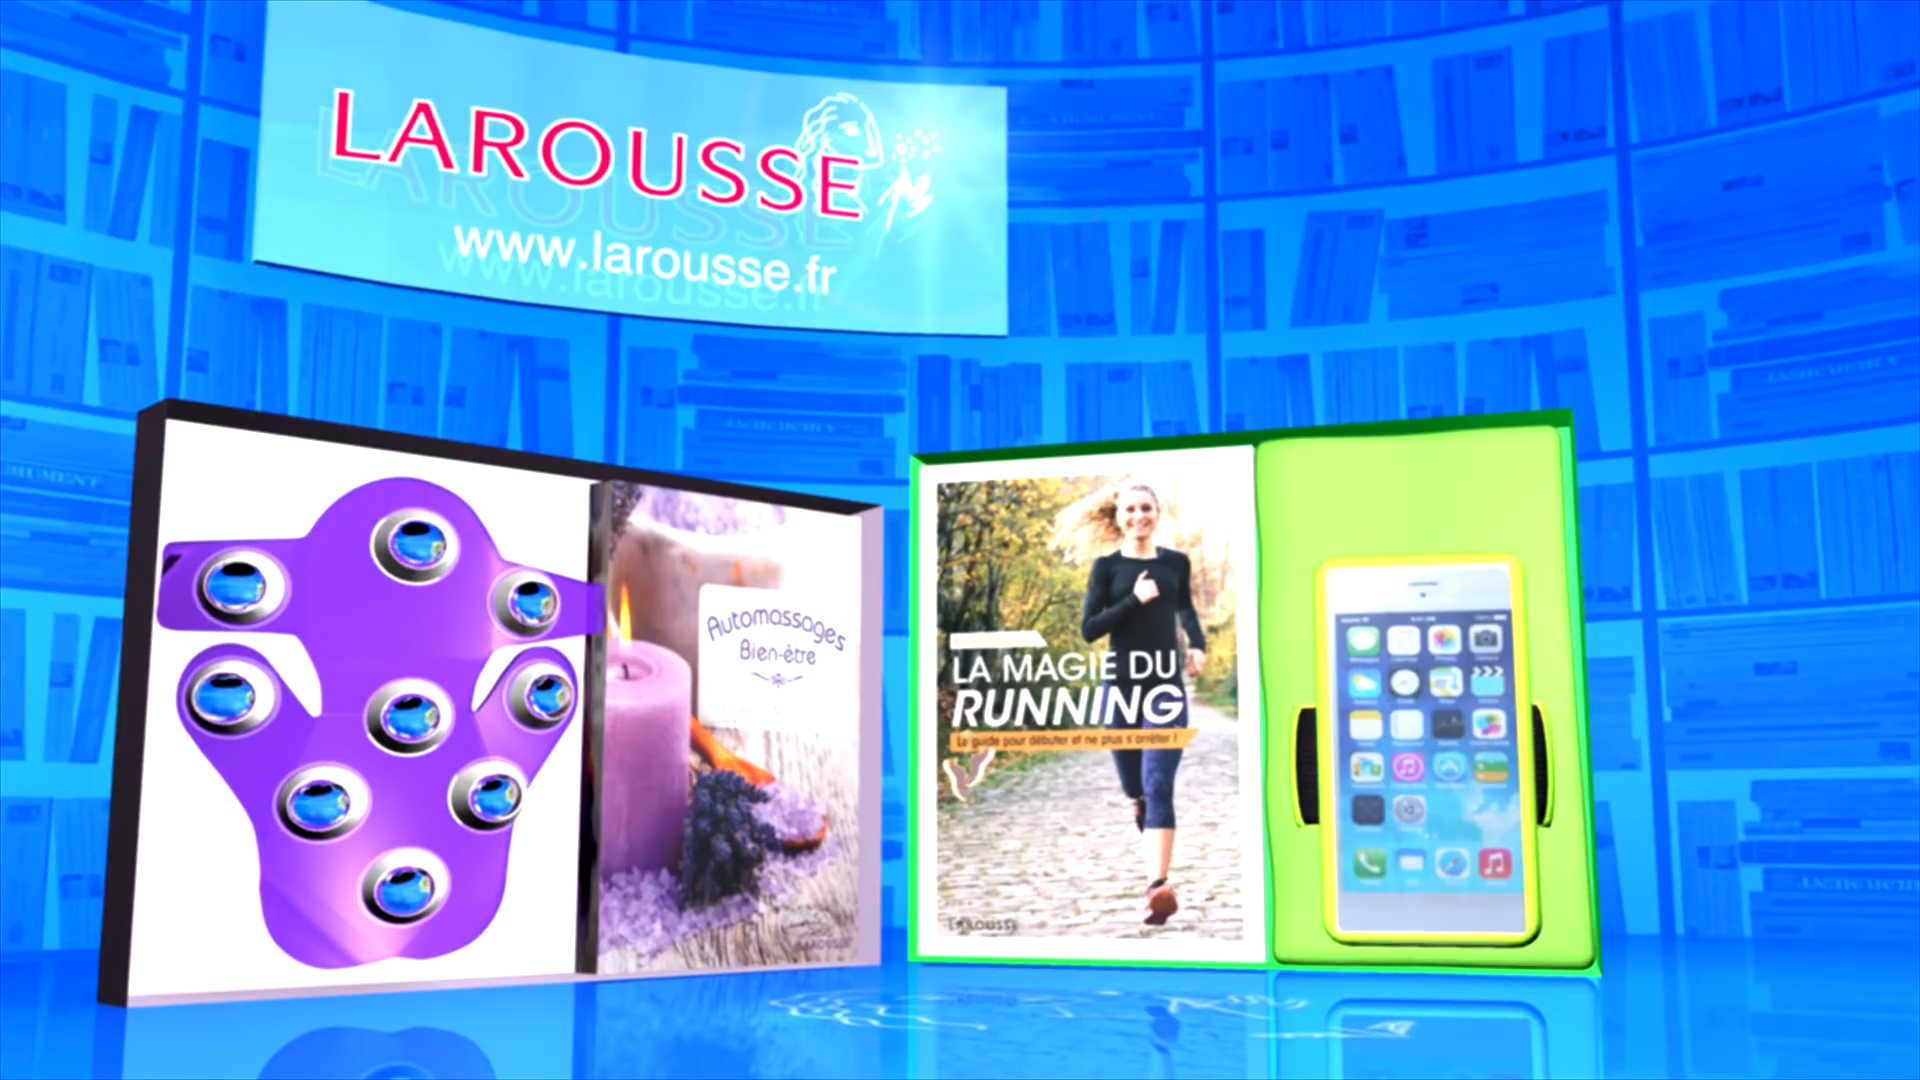 LAROUSSE
www.larousse.fr
Automassages
Bien-être
LAROUSSE
LA MAGIE DU
RUNNING
Le guide pour débuter et ne plus s'arrêter !
LAROUSSE